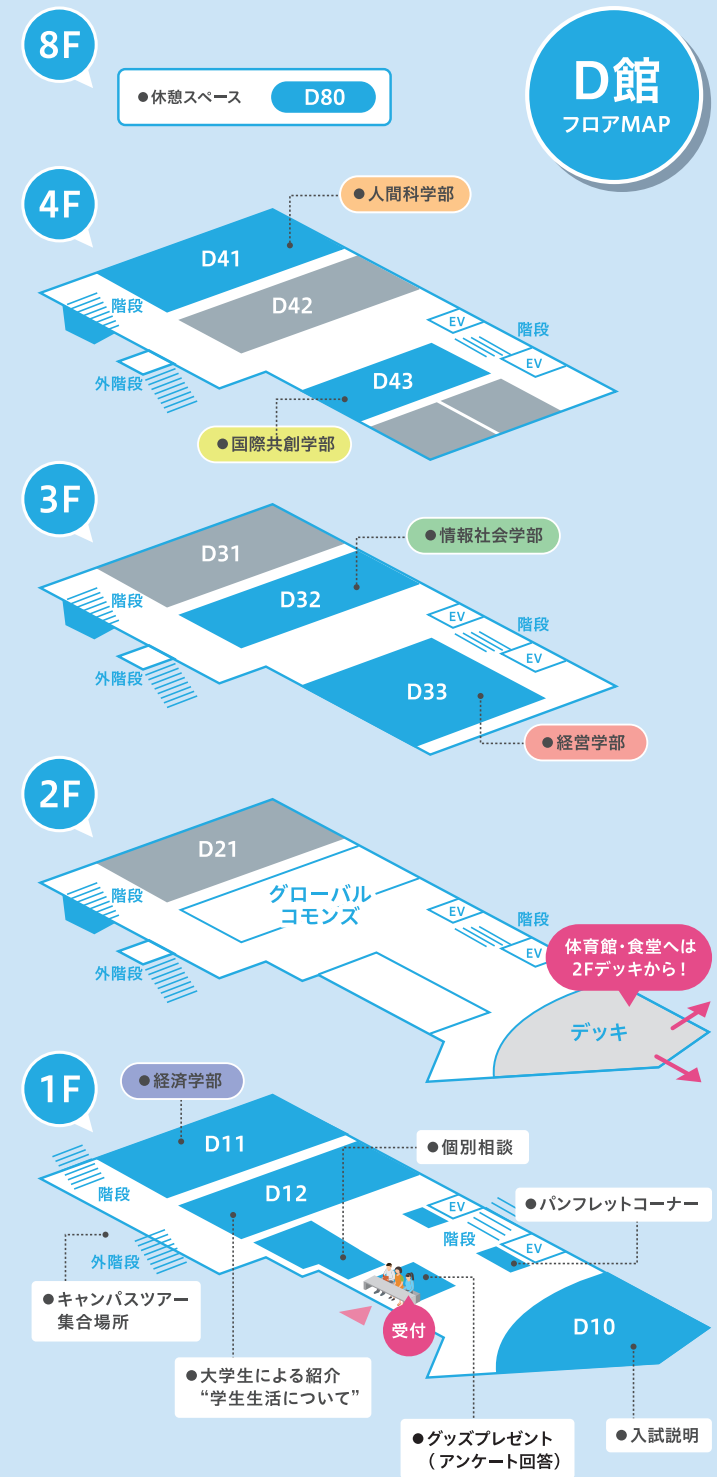 8F
●休憩スペース D80
D館
フロアMAP
4F
●人間科学部
D41
D42
階段
外階段
EV
階段
EV
D43
●国際共創学部
3F
●情報社会学部
D31
D32
階段
外階段
EV
階段
EV
D33
●経営学部
2F
D21
グローバル
コモンズ
階段
外階段
EV
階段
EV
体育館・食堂へは
2Fデッキから!
デッキ
1F
●経済学部
D11
●個別相談
D12
階段
外階段
EV
●パンフレットコーナー
階段
EV
●キャンパスツアー
集合場所
受付
D10
●大学生による紹介
“学生生活について”
●グッズプレゼント
(アンケート回答)
●入試説明